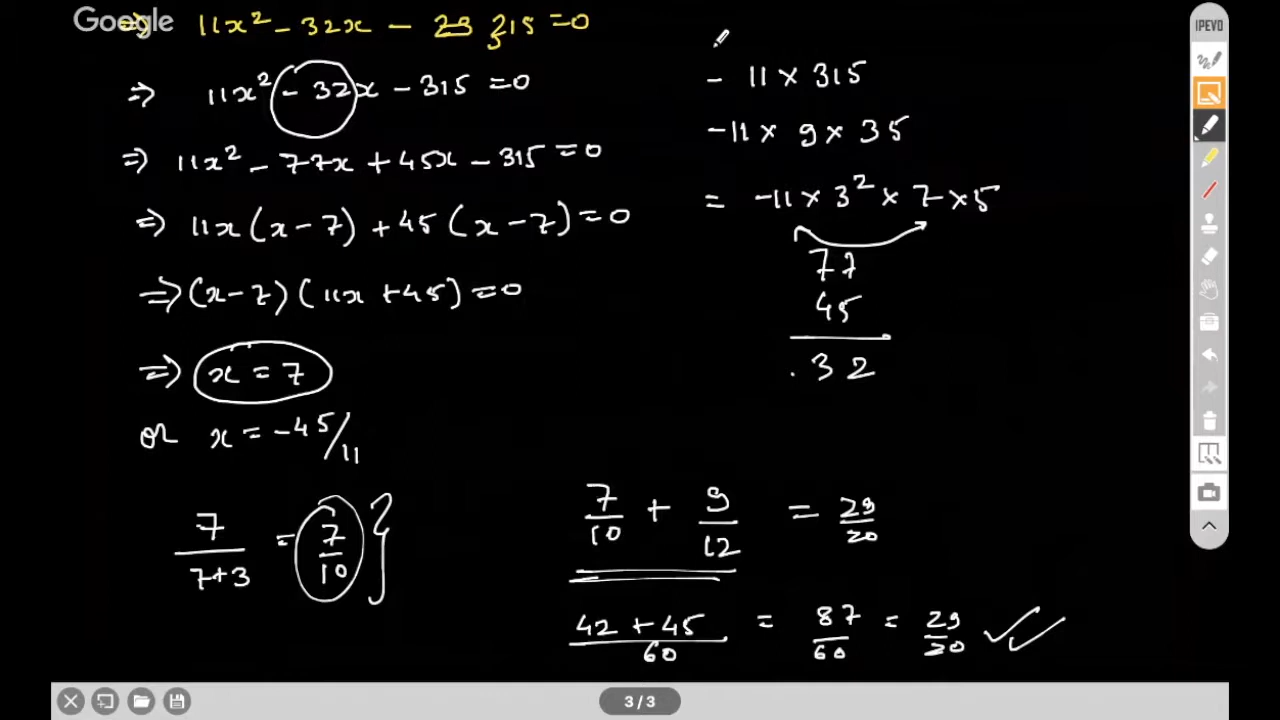 Google
⇒ 11x² - 32x - 315 = 0
⇒ 11x² - 32x - 315 = 0
⇒ 11x² - 77x + 45x - 315 = 0
⇒ 11x (x - 7) + 45 (x - 7) = 0
⇒ (x - 7) (11x + 45) = 0
⇒ x = 7
or x = -45/11
7/(7+3) = 7/10 }
- 11 × 315
-11 × 9 × 35
= -11 × 3² × 7 × 5
77
45
32
7/10 + 9/12 = 29/20
(42 + 45)/60 = 87/60 = 29/20 ✓✓
IPEVO
3 / 3